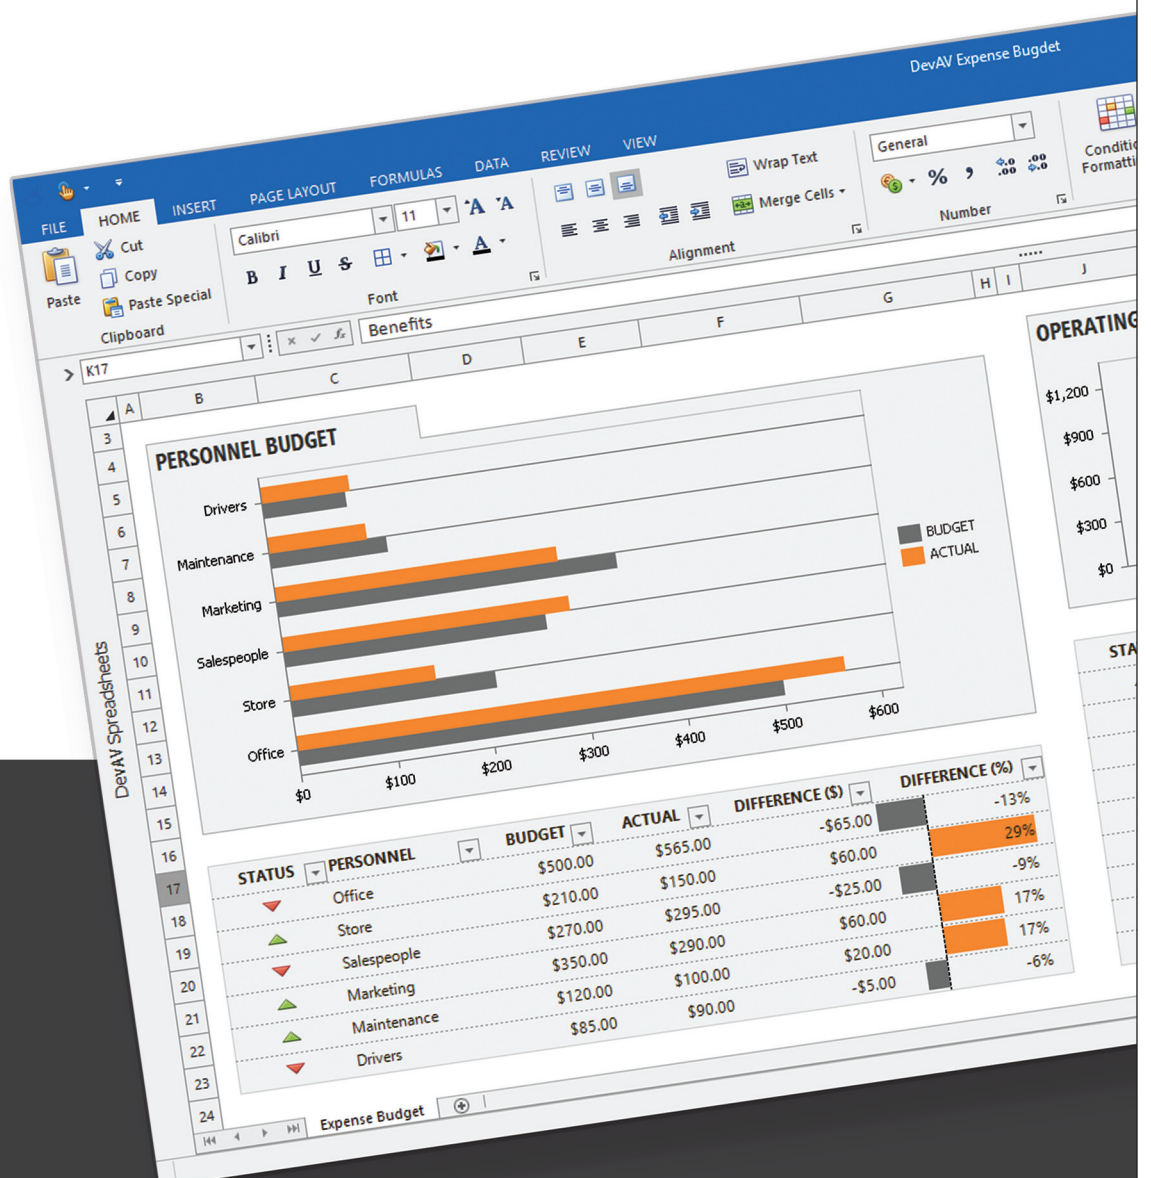 DevAV Expense Bugdet
FILE HOME INSERT PAGE LAYOUT FORMULAS DATA REVIEW VIEW
Paste
Cut
Copy
Paste Special
Clipboard
Calibri 11
A A
B I U S A
Font
Wrap Text
Merge Cells
Alignment
General
% , .0 .00 .00 .0
Number
Conditic
Formatti
K17
fx
Benefits
A B C D E F G H I J
3
4
5
6
7
8
9
10
11
12
13
14
15
16
17
18
19
20
21
22
23
24
DevAV Spreadsheets
PERSONNEL BUDGET
Drivers
Maintenance
Marketing
Salespeople
Store
Office
$0 $100 $200 $300 $400 $500 $600
BUDGET
ACTUAL
OPERATING
$1,200
$900
$600
$300
$0
STATUS PERSONNEL BUDGET ACTUAL DIFFERENCE ($) DIFFERENCE (%)
Office $500.00 $565.00 -$65.00 -13%
Store $210.00 $150.00 $60.00 29%
Salespeople $270.00 $295.00 -$25.00 -9%
Marketing $350.00 $290.00 $60.00 17%
Maintenance $120.00 $100.00 $20.00 17%
Drivers $85.00 $90.00 -$5.00 -6%
STA
Expense Budget